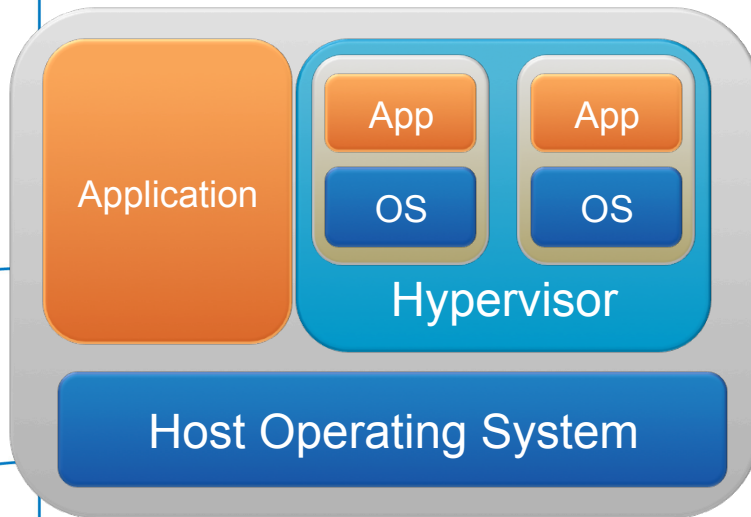 App
App
Application
OS
OS
Hypervisor
Host Operating System